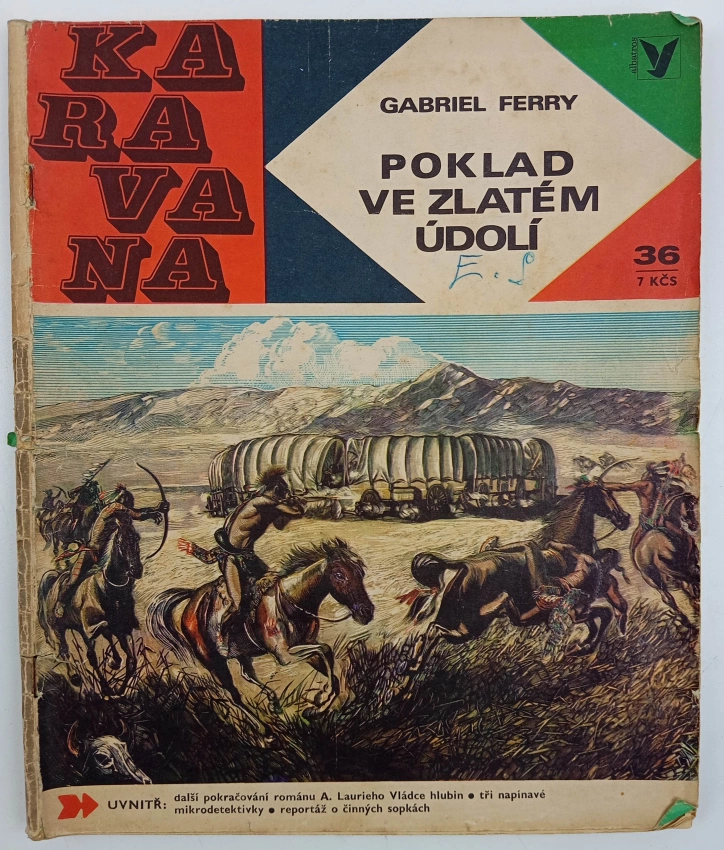 KA
RA
VA
NA
albatros
GABRIEL FERRY
POKLAD
VE ZLATÉM
ÚDOLÍ
E. S
36
7 KČS
UVNITŘ: další pokračování románu A. Laurieho Vládce hlubin • tři napínavé
mikrodetektivky • reportáž o činných sopkách